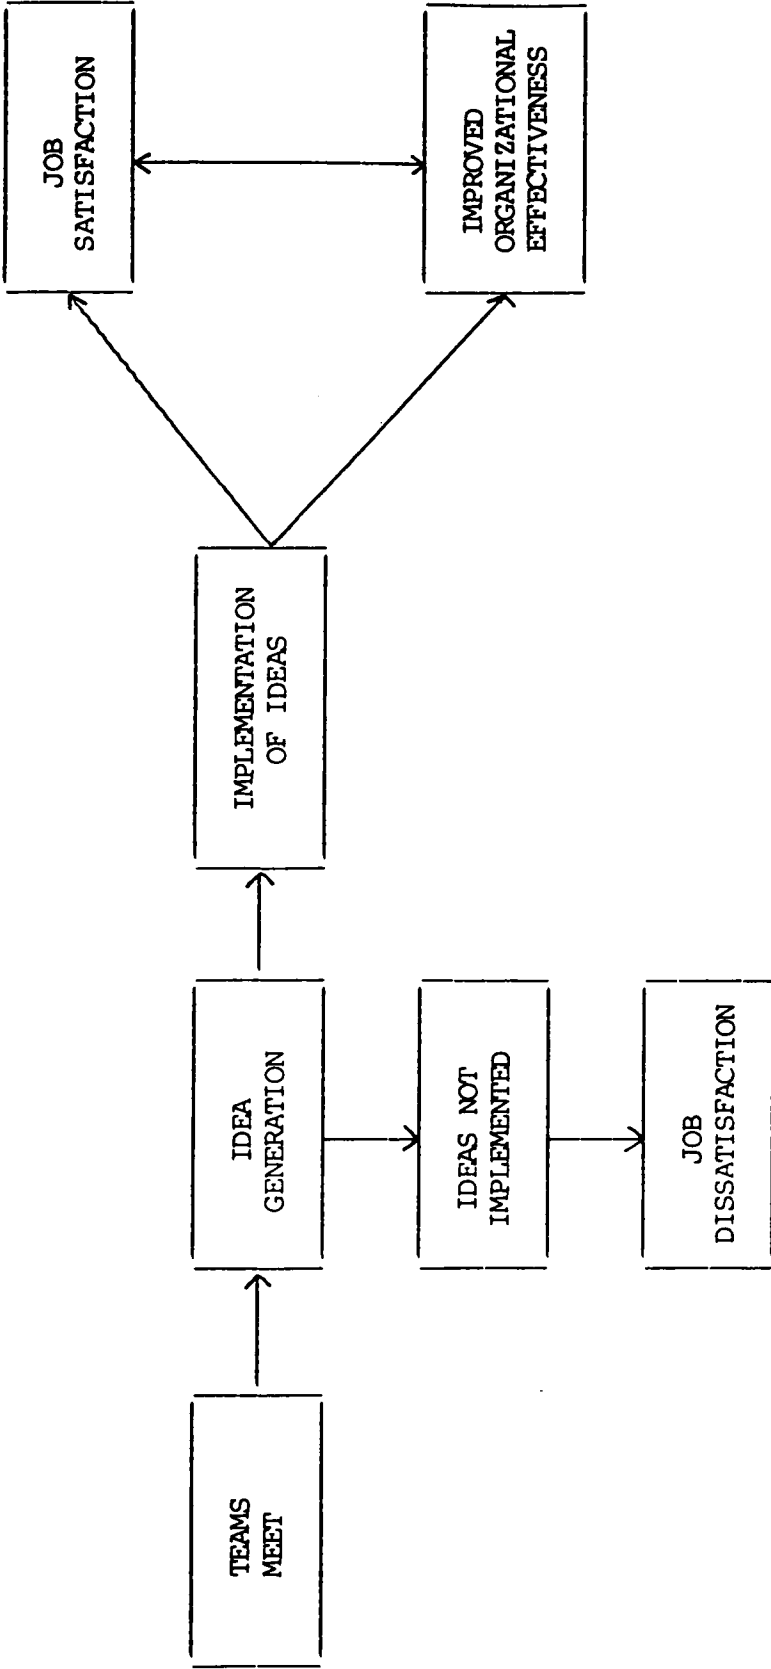 TEAMS
MEET
IDEA
GENERATION
IMPLEMENTATION
OF IDEAS
JOB
SATISFACTION
IDEAS NOT
IMPLEMENTED
IMPROVED
ORGANIZATIONAL
EFFECTIVENESS
JOB
DISSATISFACTION